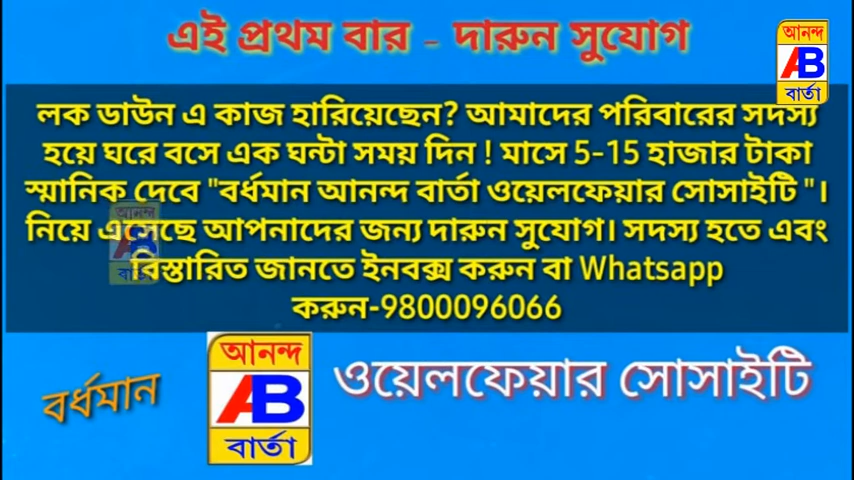 এই প্রথম বার - দারুন সুযোগ
আনন্দ
AB
বার্তা
লক ডাউন এ কাজ হারিয়েছেন? আমাদের পরিবারের সদস্য
হয়ে ঘরে বসে এক ঘন্টা সময় দিন ! মাসে 5-15 হাজার টাকা
স্মানিক দেবে "বর্ধমান আনন্দ বার্তা ওয়েলফেয়ার সোসাইটি "।
নিয়ে এসেছে আপনাদের জন্য দারুন সুযোগ। সদস্য হতে এবং
বিস্তারিত জানতে ইনবক্স করুন বা Whatsapp
করুন-9800096066
আনন্দ
AB
বার্তা
বর্ধমান
আনন্দ
AB
বার্তা
ওয়েলফেয়ার সোসাইটি